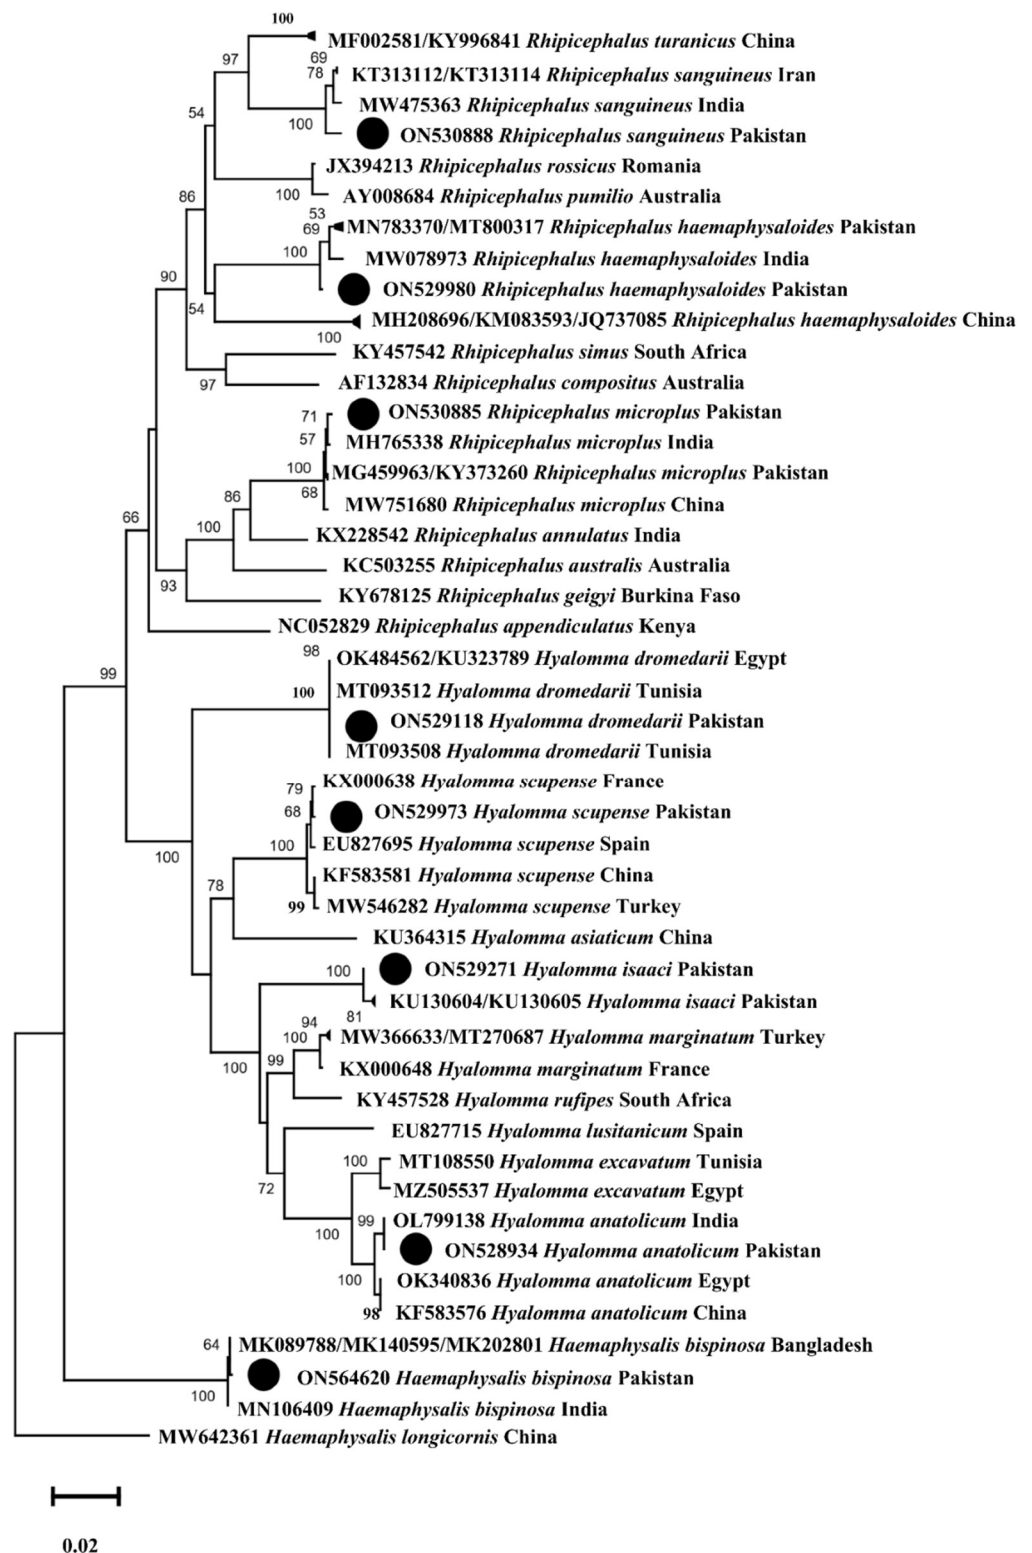 100
MF002581/KY996841 Rhipicephalus turanicus China
97
69
78
KT313112/KT313114 Rhipicephalus sanguineus Iran
MW475363 Rhipicephalus sanguineus India
54
100
ON530888 Rhipicephalus sanguineus Pakistan
JX394213 Rhipicephalus rossicus Romania
100
AY008684 Rhipicephalus pumilio Australia
86
53
69
MN783370/MT800317 Rhipicephalus haemaphysaloides Pakistan
100
MW078973 Rhipicephalus haemaphysaloides India
90
ON529980 Rhipicephalus haemaphysaloides Pakistan
54
MH208696/KM083593/JQ737085 Rhipicephalus haemaphysaloides China
100
KY457542 Rhipicephalus simus South Africa
97
AF132834 Rhipicephalus compositus Australia
71
ON530885 Rhipicephalus microplus Pakistan
57
MH765338 Rhipicephalus microplus India
100
MG459963/KY373260 Rhipicephalus microplus Pakistan
86
68
MW751680 Rhipicephalus microplus China
66
100
KX228542 Rhipicephalus annulatus India
KC503255 Rhipicephalus australis Australia
93
KY678125 Rhipicephalus geigyi Burkina Faso
NC052829 Rhipicephalus appendiculatus Kenya
98
OK484562/KU323789 Hyalomma dromedarii Egypt
99
100
MT093512 Hyalomma dromedarii Tunisia
ON529118 Hyalomma dromedarii Pakistan
MT093508 Hyalomma dromedarii Tunisia
79
KX000638 Hyalomma scupense France
68
ON529973 Hyalomma scupense Pakistan
100
100
EU827695 Hyalomma scupense Spain
KF583581 Hyalomma scupense China
78
99
MW546282 Hyalomma scupense Turkey
KU364315 Hyalomma asiaticum China
100
ON529271 Hyalomma isaaci Pakistan
KU130604/KU130605 Hyalomma isaaci Pakistan
81
94
100
MW366633/MT270687 Hyalomma marginatum Turkey
100
99
KX000648 Hyalomma marginatum France
KY457528 Hyalomma rufipes South Africa
EU827715 Hyalomma lusitanicum Spain
100
MT108550 Hyalomma excavatum Tunisia
72
MZ505537 Hyalomma excavatum Egypt
99
OL799138 Hyalomma anatolicum India
100
ON528934 Hyalomma anatolicum Pakistan
100
OK340836 Hyalomma anatolicum Egypt
98
KF583576 Hyalomma anatolicum China
64
MK089788/MK140595/MK202801 Haemaphysalis bispinosa Bangladesh
ON564620 Haemaphysalis bispinosa Pakistan
100
MN106409 Haemaphysalis bispinosa India
MW642361 Haemaphysalis longicornis China
0.02